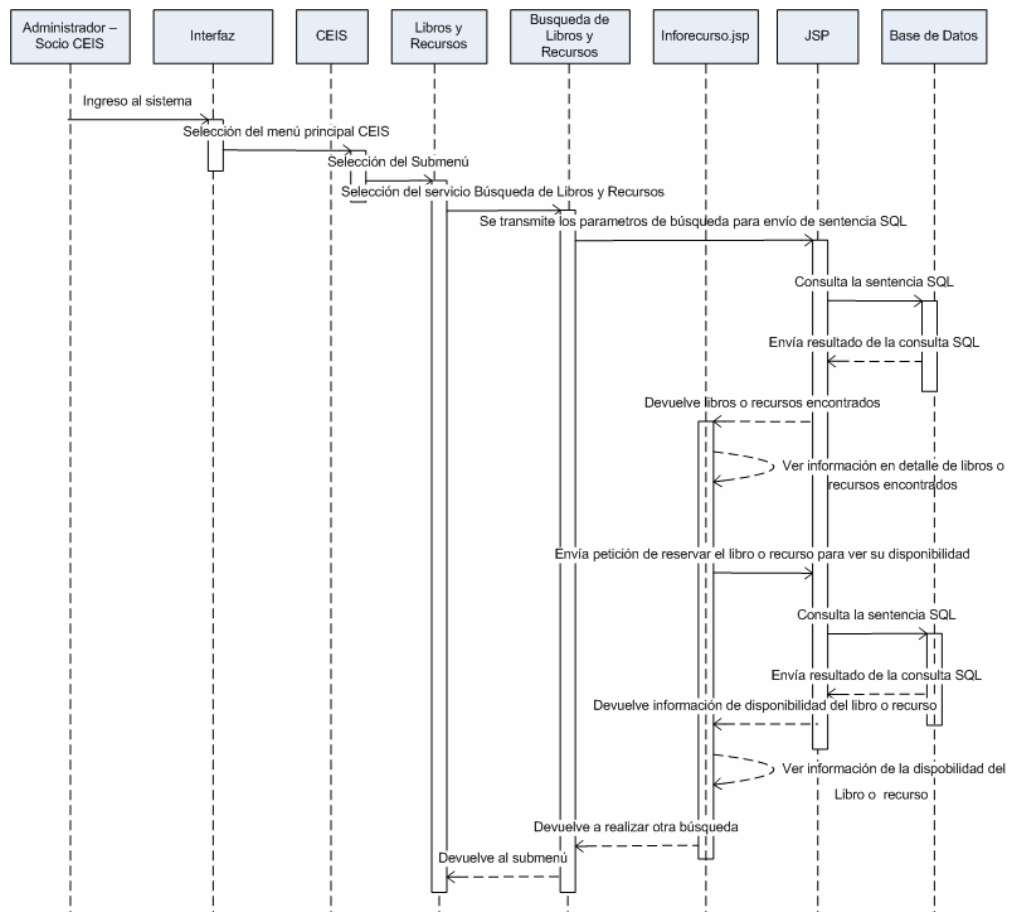 Administrador –
Socio CEIS
Interfaz
CEIS
Libros y
Recursos
Busqueda de
Libros y
Recursos
Inforecurso.jsp
JSP
Base de Datos
Ingreso al sistema
Selección del menú principal CEIS
Selección del Submenú
Selección del servicio Búsqueda de Libros y Recursos
Se transmite los parametros de búsqueda para envío de sentencia SQL
Consulta la sentencia SQL
Envía resultado de la consulta SQL
Devuelve libros o recursos encontrados
Ver información en detalle de libros o
recursos encontrados
Envía petición de reservar el libro o recurso para ver su disponibilidad
Consulta la sentencia SQL
Envía resultado de la consulta SQL
Devuelve información de disponibilidad del libro o recurso
Ver información de la dispobilidad del
Libro o recurso
Devuelve a realizar otra búsqueda
Devuelve al submenú